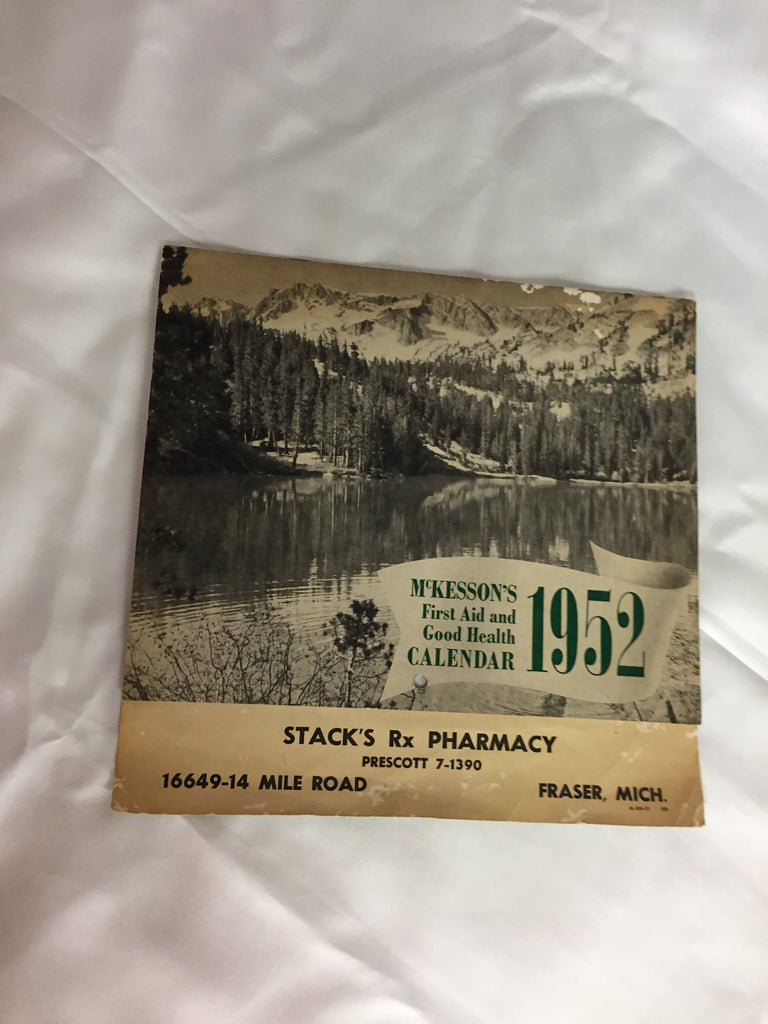 McKESSON'S
First Aid and
Good Health
CALENDAR
1952
STACK'S Rx PHARMACY
PRESCOTT 7-1390
16649-14 MILE ROAD
FRASER, MICH.